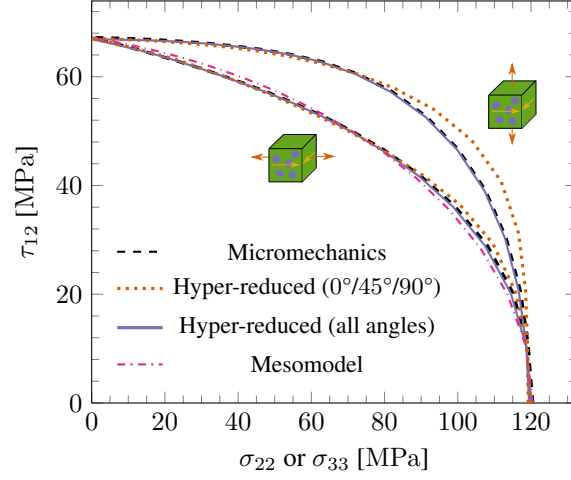 60
40
20
0
τ₁₂ [MPa]
Micromechanics
Hyper-reduced (0°/45°/90°)
Hyper-reduced (all angles)
Mesomodel
0 20 40 60 80 100 120
σ₂₂ or σ₃₃ [MPa]